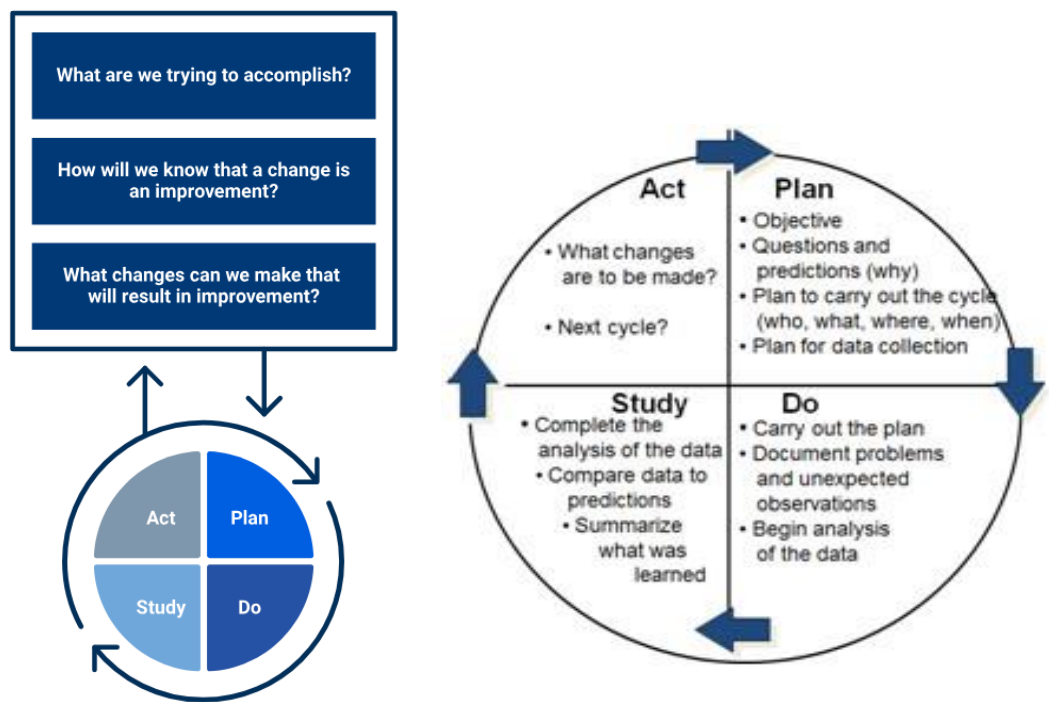 What are we trying to accomplish?
How will we know that a change is
an improvement?
What changes can we make that
will result in improvement?
Act
Plan
Study
Do
Act
• What changes
are to be made?
• Next cycle?
Plan
• Objective
• Questions and
predictions (why)
• Plan to carry out the cycle
(who, what, where, when)
• Plan for data collection
Study
• Complete the
analysis of the data
• Compare data to
predictions
• Summarize
what was
learned
Do
• Carry out the plan
• Document problems
and unexpected
observations
• Begin analysis
of the data